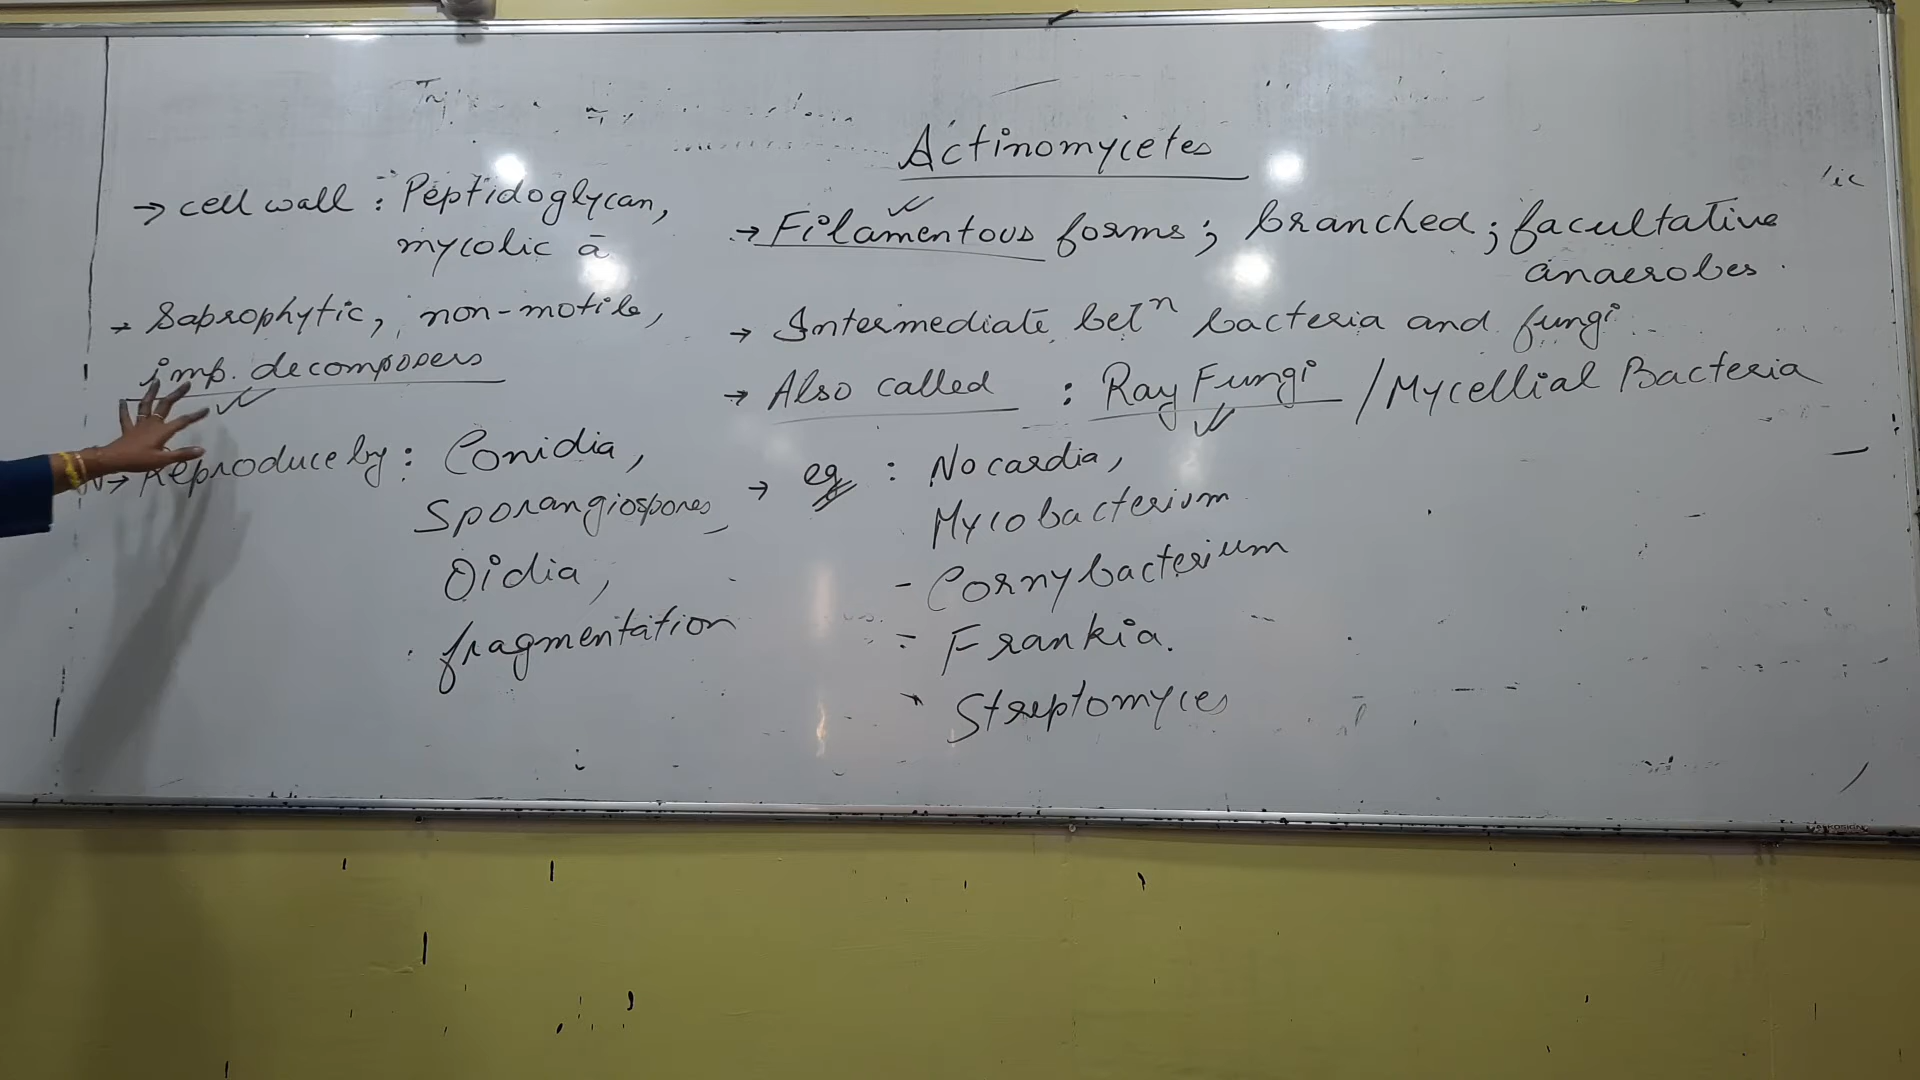 Actinomycetes
→ Filamentous forms; branched; facultative
anaerobes.
→ Intermediate betⁿ bacteria and fungi
→ Also called : Ray Fungi / Mycellial Bacteria
→ eg : Nocardia,
Mycobacterium
- Cornybacterium
- Frankia.
Streptomyces
→ cell wall : Peptidoglycan,
mycolic ā
→ Saprophytic, non-motile,
imp. decomposers
→ Reproduce by : Conidia,
Sporangiospores
Oidia,
fragmentation